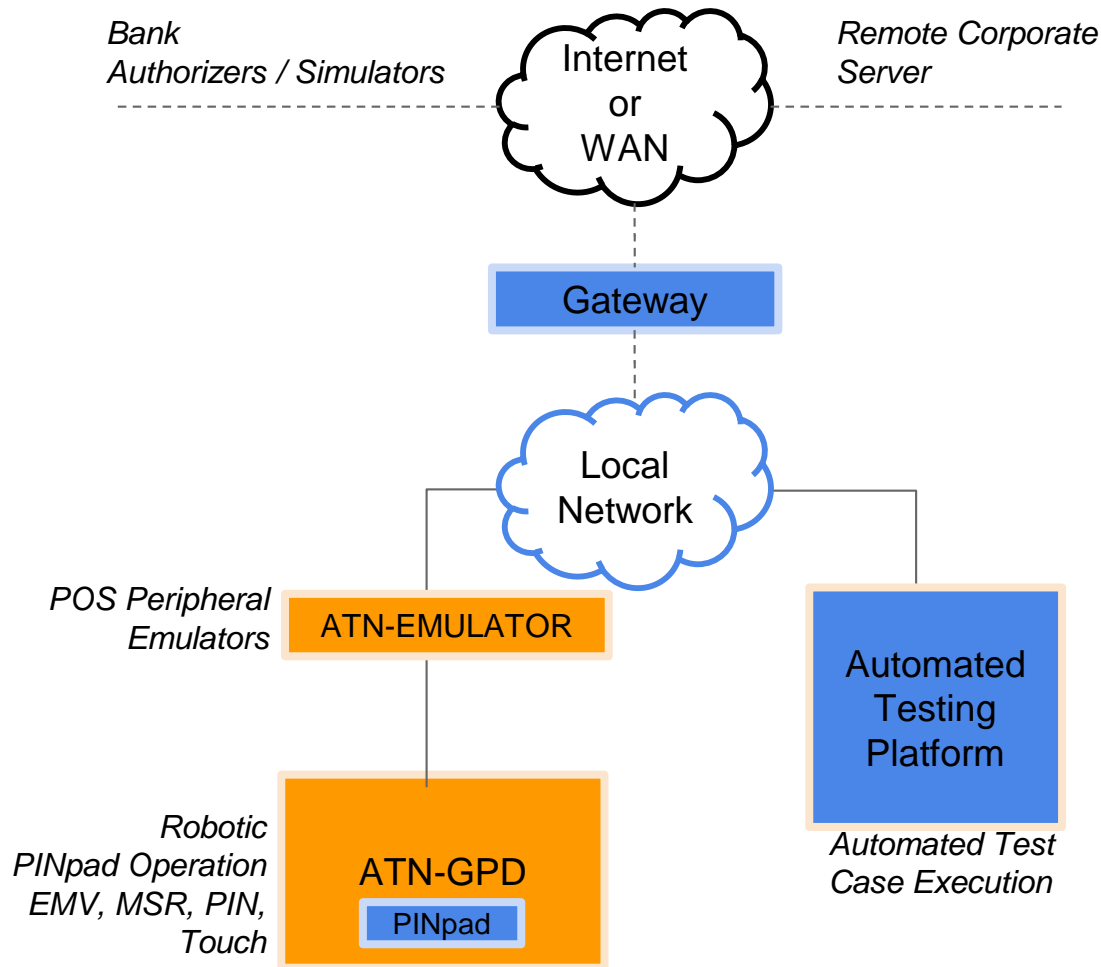 Bank
Authorizers / Simulators
Internet
or
WAN
Remote Corporate
Server
Gateway
Local
Network
POS Peripheral
Emulators
ATN-EMULATOR
Automated
Testing
Platform
Robotic
PINpad Operation
EMV, MSR, PIN,
Touch
ATN-GPD
PINpad
Automated Test
Case Execution